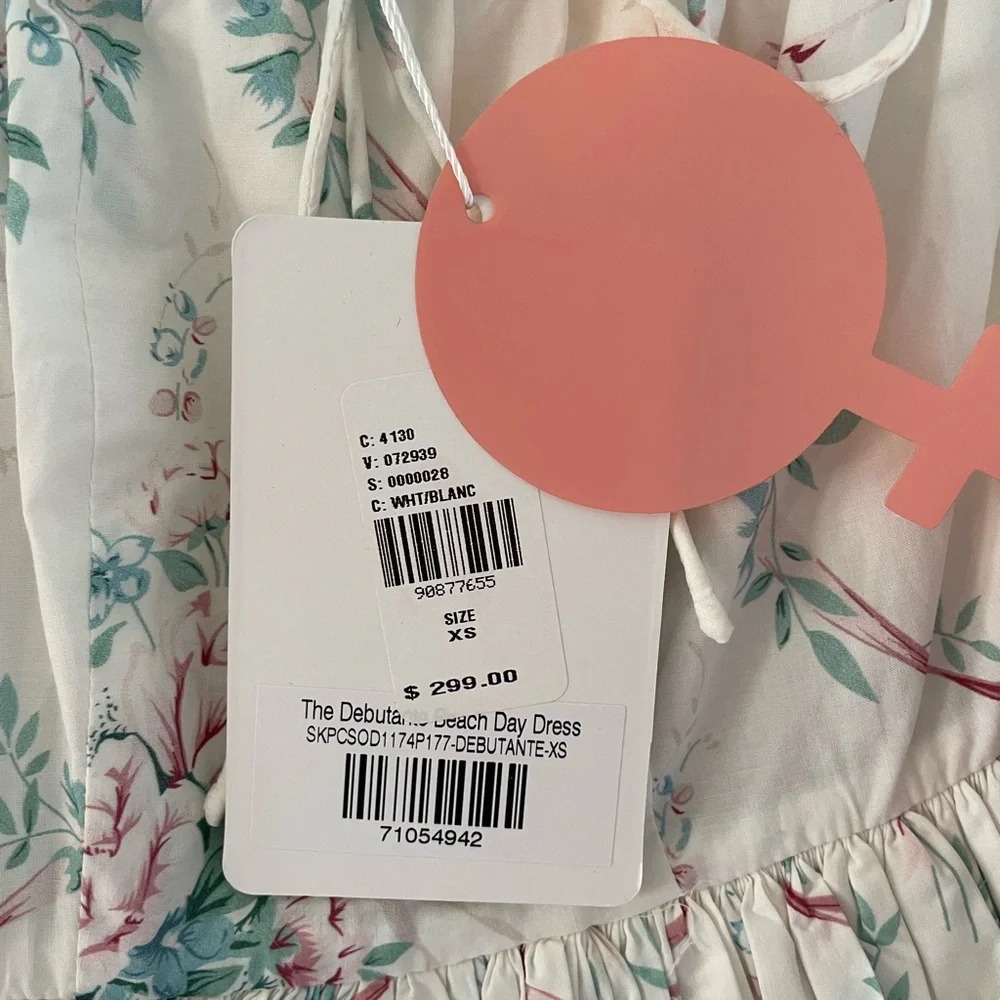 C: 4130
V: 072939
S: 0000028
C: WHT/BLANC
90877655
SIZE
XS
$ 299.00
The Debutante Beach Day Dress
SKPCSOD1174P177-DEBUTANTE-XS
71054942